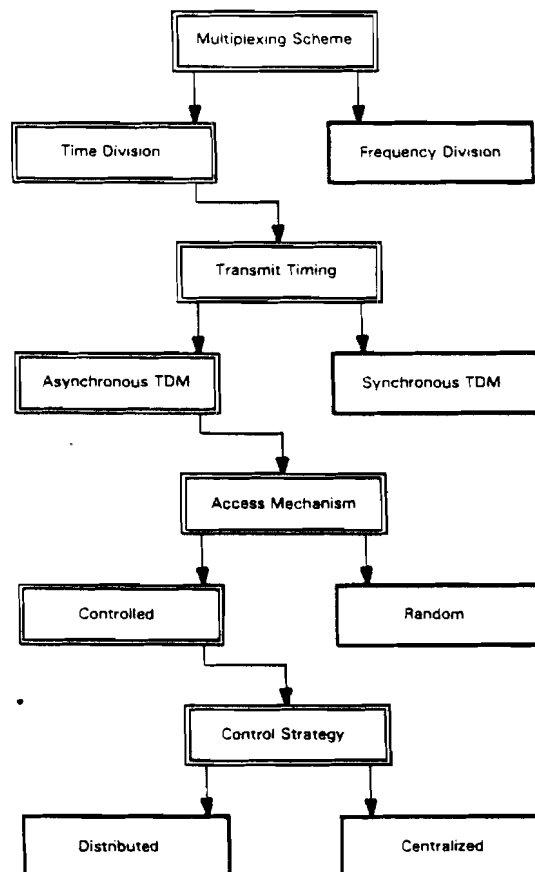 Multiplexing Scheme
Time Division
Frequency Division
Transmit Timing
Asynchronous TDM
Synchronous TDM
Access Mechanism
Controlled
Random
Control Strategy
Distributed
Centralized